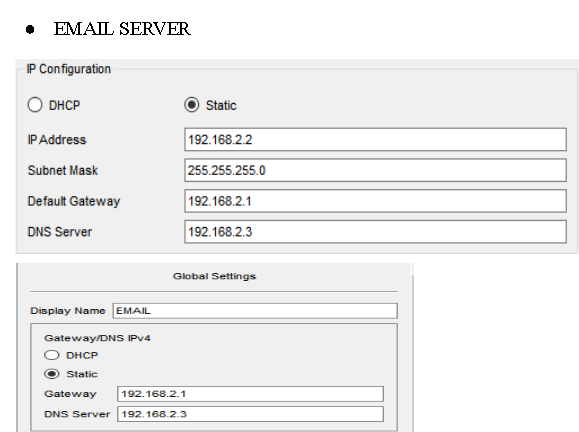 ● EMAIL SERVER
IP Configuration
DHCP Static
IP Address 192.168.2.2
Subnet Mask 255.255.255.0
Default Gateway 192.168.2.1
DNS Server 192.168.2.3
Global Settings
Display Name EMAIL
Gateway/DNS IPv4
DHCP
Static
Gateway 192.168.2.1
DNS Server 192.168.2.3